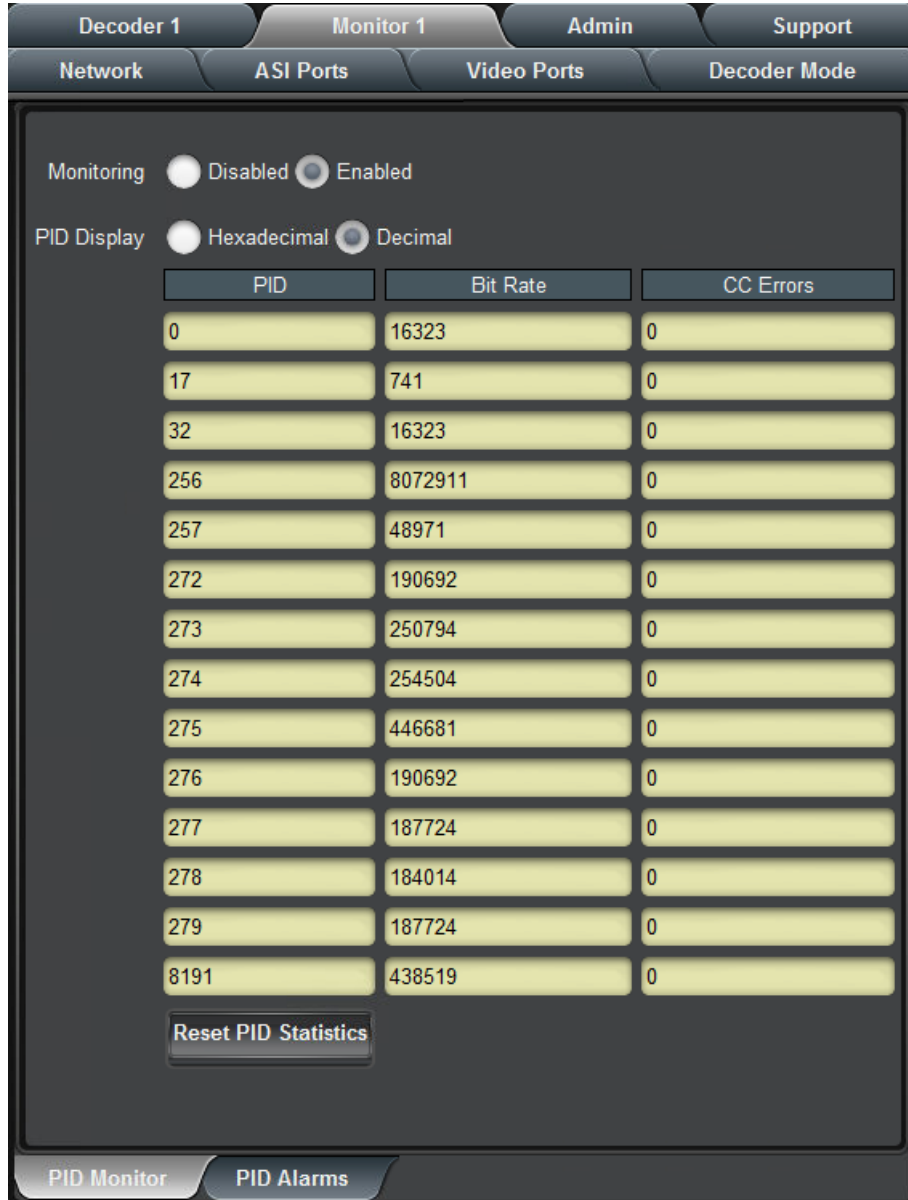 Decoder 1 Monitor 1 Admin Support
Network ASI Ports Video Ports Decoder Mode
Monitoring Disabled Enabled
PID Display Hexadecimal Decimal
PID Bit Rate CC Errors
0 16323 0
17 741 0
32 16323 0
256 8072911 0
257 48971 0
272 190692 0
273 250794 0
274 254504 0
275 446681 0
276 190692 0
277 187724 0
278 184014 0
279 187724 0
8191 438519 0
Reset PID Statistics
PID Monitor PID Alarms